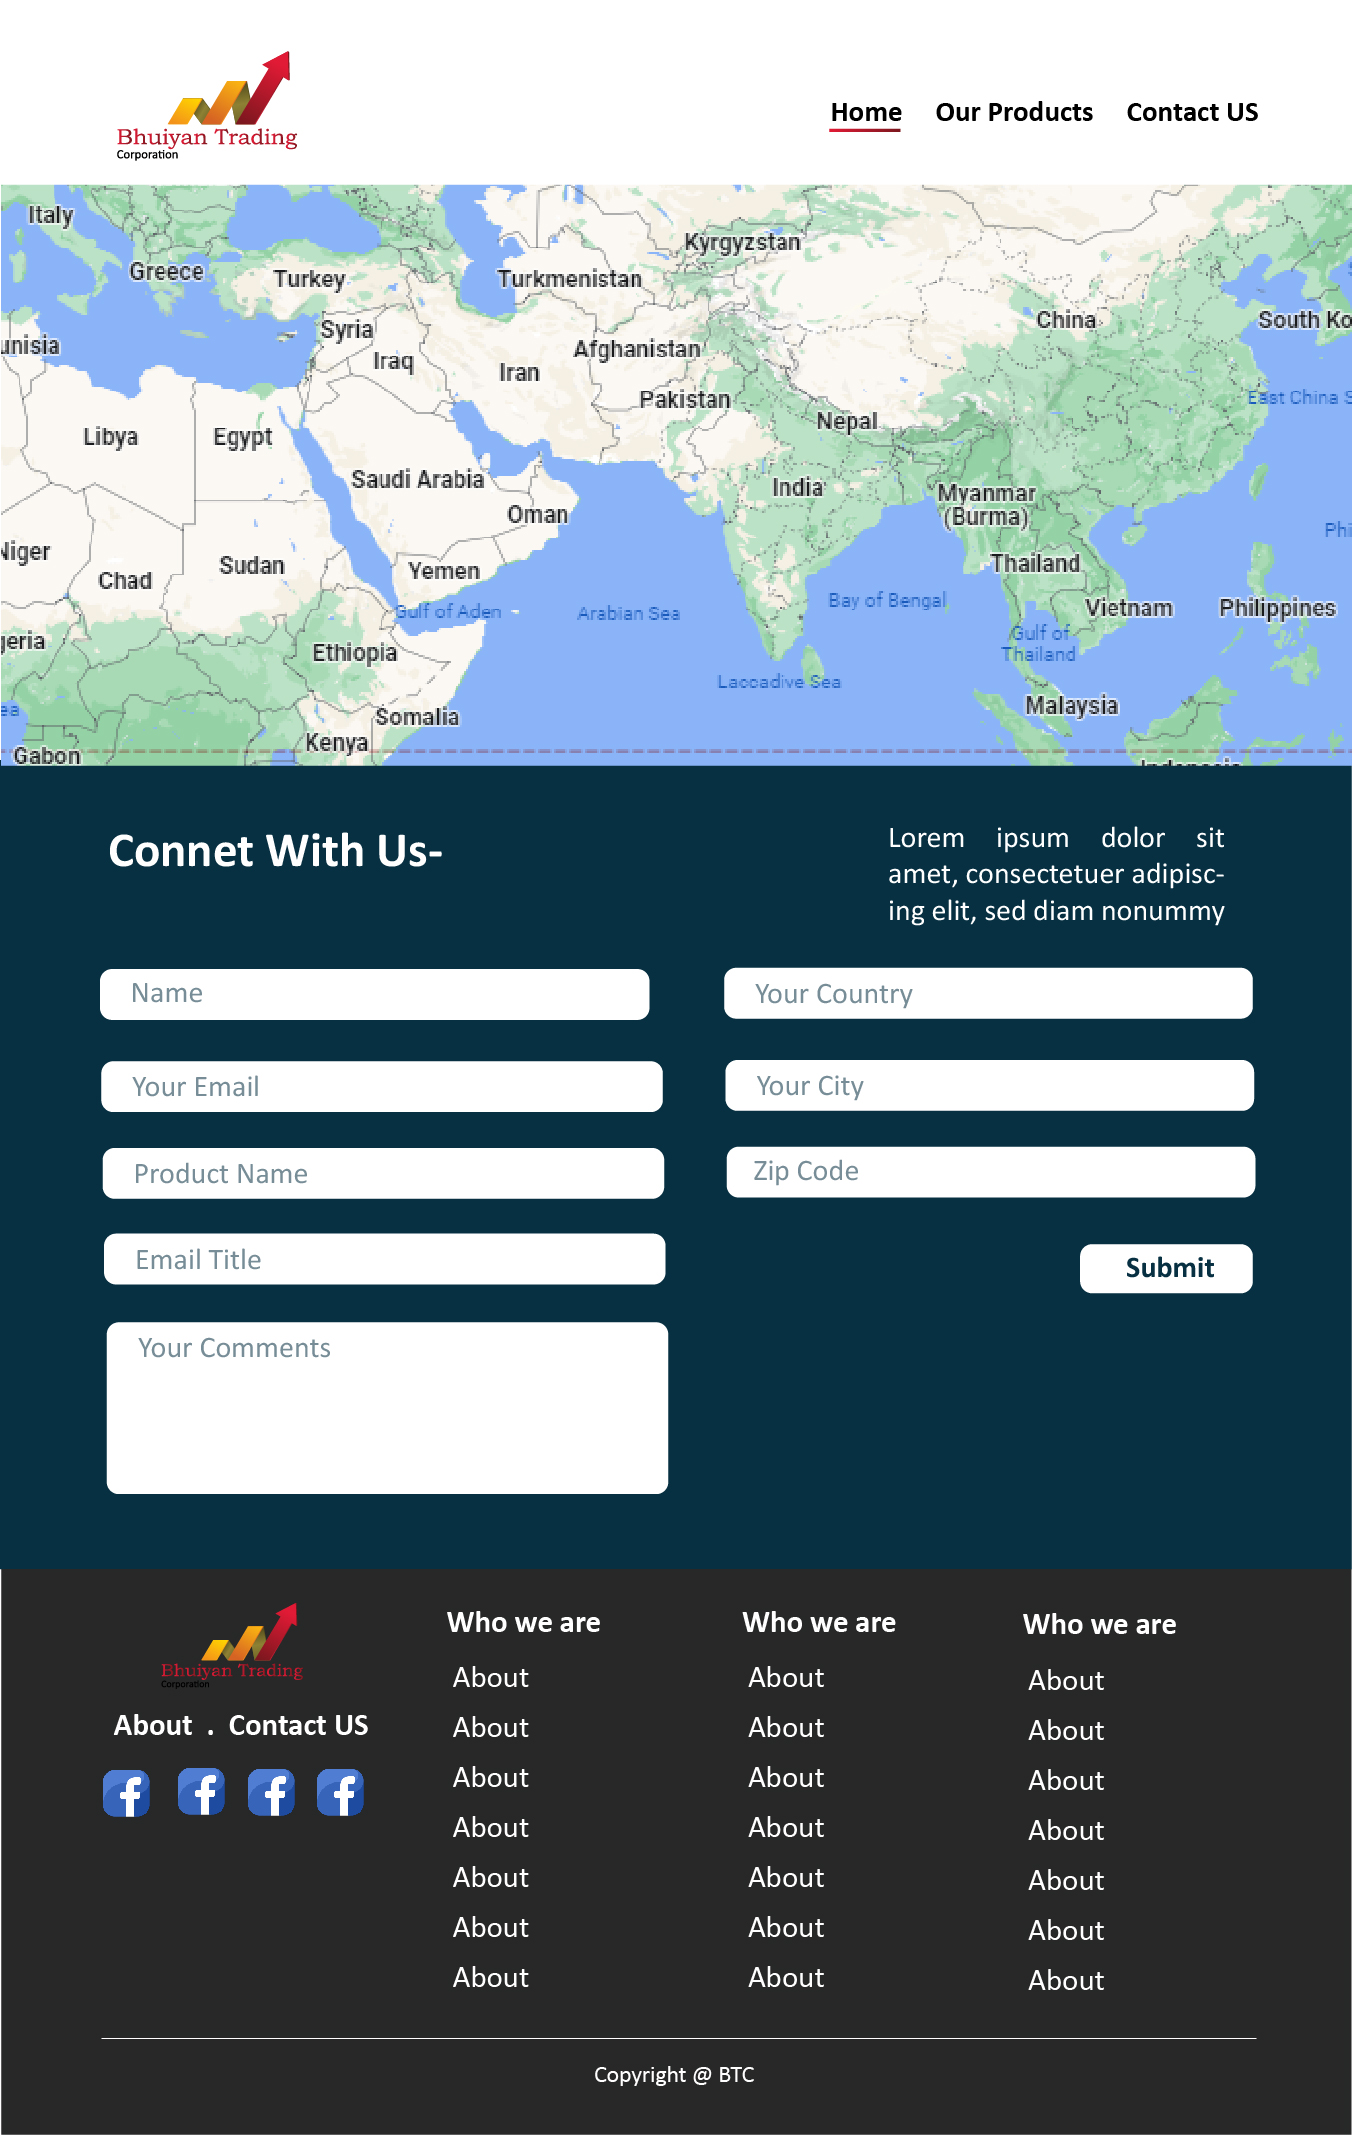 Bhuiyan Trading
Corporation
Home Our Products Contact US
Italy
Greece
Turkey
Turkmenistan
Kyrgyzstan
China
South Ko
unisia
Syria
Iraq
Iran
Afghanistan
Pakistan
Nepal
East China S
Libya
Egypt
Saudi Arabia
Oman
India
Myanmar
(Burma)
Phi
Niger
Chad
Sudan
Yemen
Thailand
Gulf of Aden
Arabian Sea
Bay of Bengal
Vietnam
Philippines
geria
Ethiopia
Gulf of
Thailand
Laccadive Sea
Malaysia
ea
Somalia
Kenya
Gabon
Indonesia
Connet With Us-
Lorem ipsum dolor sit
amet, consectetuer adipisc-
ing elit, sed diam nonummy
Name
Your Email
Product Name
Email Title
Your Comments
Your Country
Your City
Zip Code
Submit
Bhuiyan Trading
Corporation
About . Contact US
Who we are
About
About
About
About
About
About
About
Who we are
About
About
About
About
About
About
About
Who we are
About
About
About
About
About
About
About
Copyright @ BTC